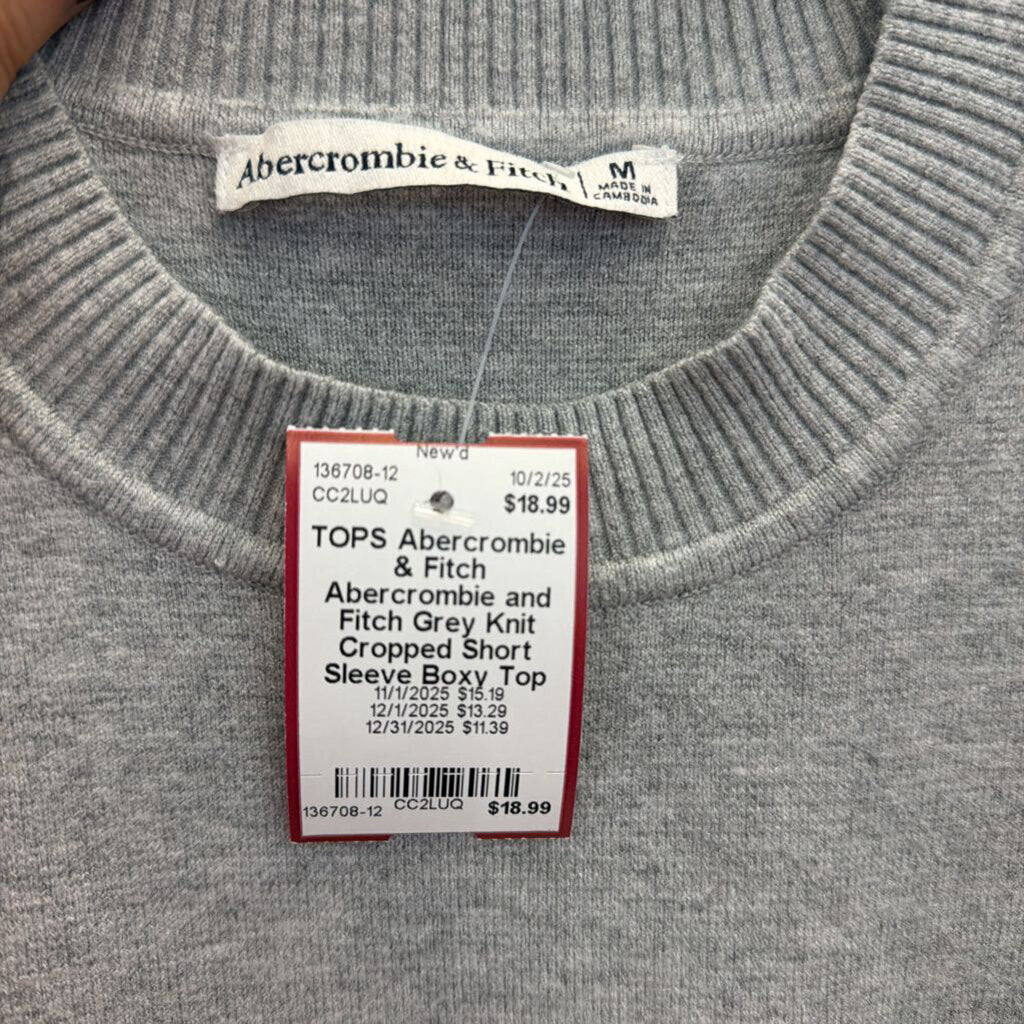 Abercrombie & Fitch | M
MADE IN
CAMBODIA
New'd
136708-12 10/2/25
CC2LUQ $18.99
TOPS Abercrombie
& Fitch
Abercrombie and
Fitch Grey Knit
Cropped Short
Sleeve Boxy Top
11/1/2025 $15.19
12/1/2025 $13.29
12/31/2025 $11.39
136708-12 CC2LUQ $18.99